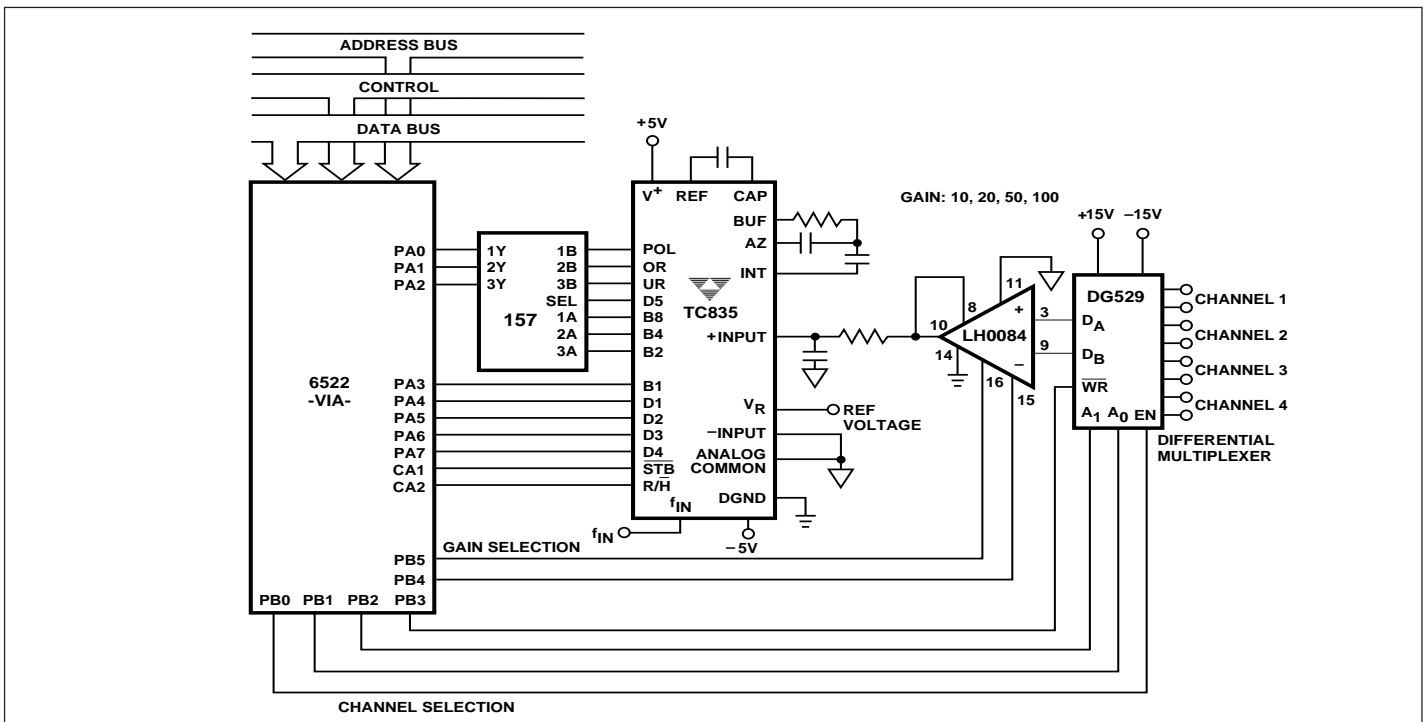 ADDRESS BUS
CONTROL
DATA BUS
+5V
V+ REF CAP
BUF
AZ
INT
GAIN: 10, 20, 50, 100
+15V –15V
PA0
PA1
PA2
1Y
2Y
3Y
157
1B
2B
3B
SEL
1A
2A
3A
POL
OR
UR
D5
B8
B4
B2
TC835
+INPUT
10
8
11
+
LH0084
–
14
16
15
3
9
DG529
DA
DB
WR
A1 A0 EN
CHANNEL 1
CHANNEL 2
CHANNEL 3
CHANNEL 4
DIFFERENTIAL
MULTIPLEXER
6522
-VIA-
PA3
PA4
PA5
PA6
PA7
CA1
CA2
B1
D1
D2
D3
D4
STB
R/H
fIN
VR
REF
VOLTAGE
–INPUT
ANALOG
COMMON
DGND
fIN
–5V
GAIN SELECTION
PB5
PB4
PB0 PB1 PB2 PB3
CHANNEL SELECTION